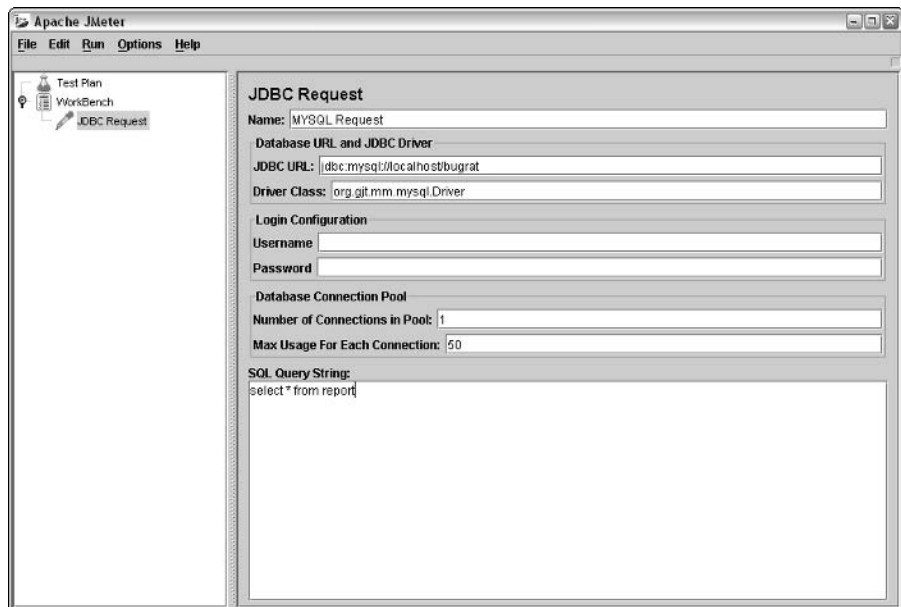 Apache JMeter
File Edit Run Options Help
Test Plan
WorkBench
JDBC Request
JDBC Request
Name: MYSQL Request
Database URL and JDBC Driver
JDBC URL: jdbc:mysql://localhost/bugrat
Driver Class: org.gjt.mm.mysql.Driver
Login Configuration
Username
Password
Database Connection Pool
Number of Connections in Pool: 1
Max Usage For Each Connection: 50
SQL Query String:
select * from report